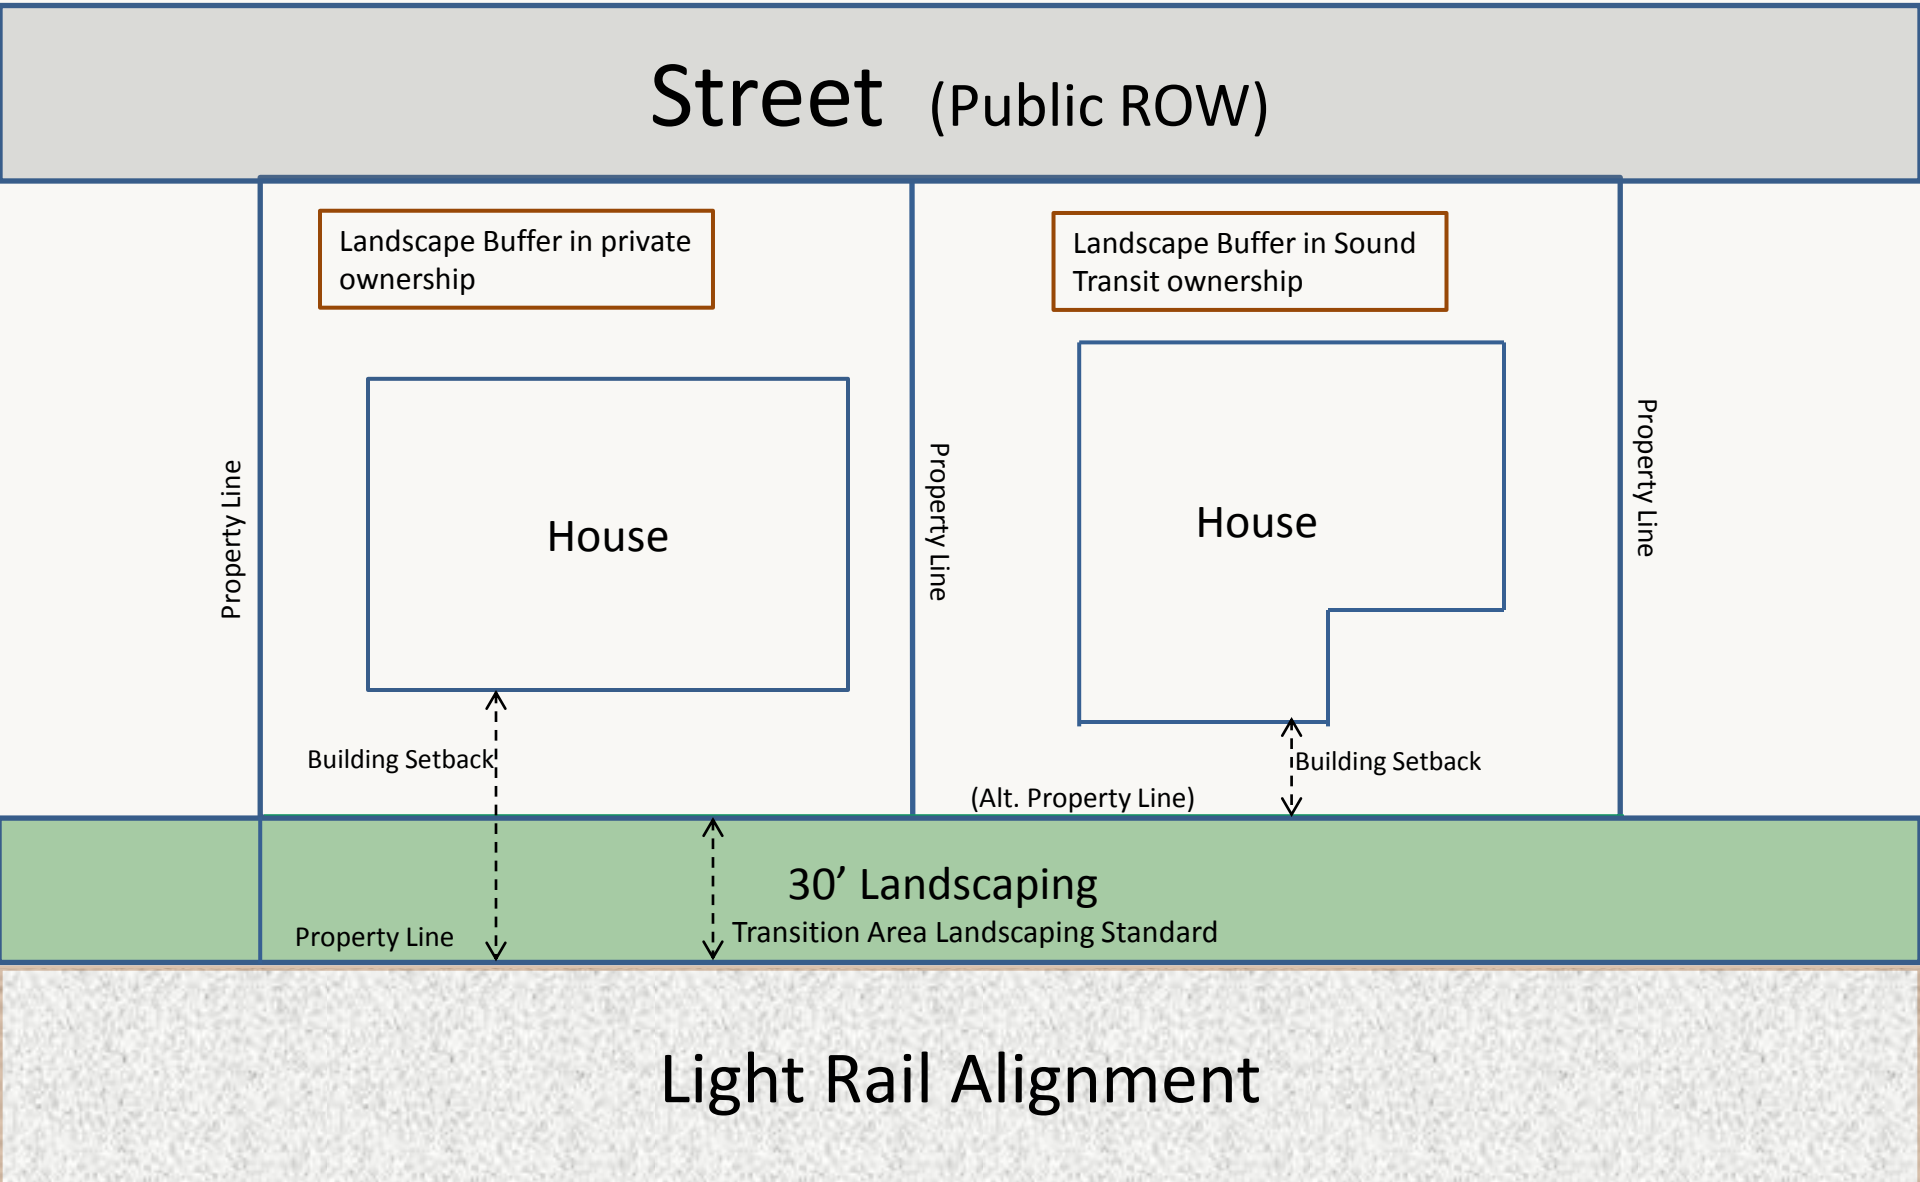 Street (Public ROW)
Landscape Buffer in private
ownership
Landscape Buffer in Sound
Transit ownership
Property Line
House
Property Line
House
Property Line
Building Setback
Building Setback
(Alt. Property Line)
30’ Landscaping
Transition Area Landscaping Standard
Property Line
Light Rail Alignment